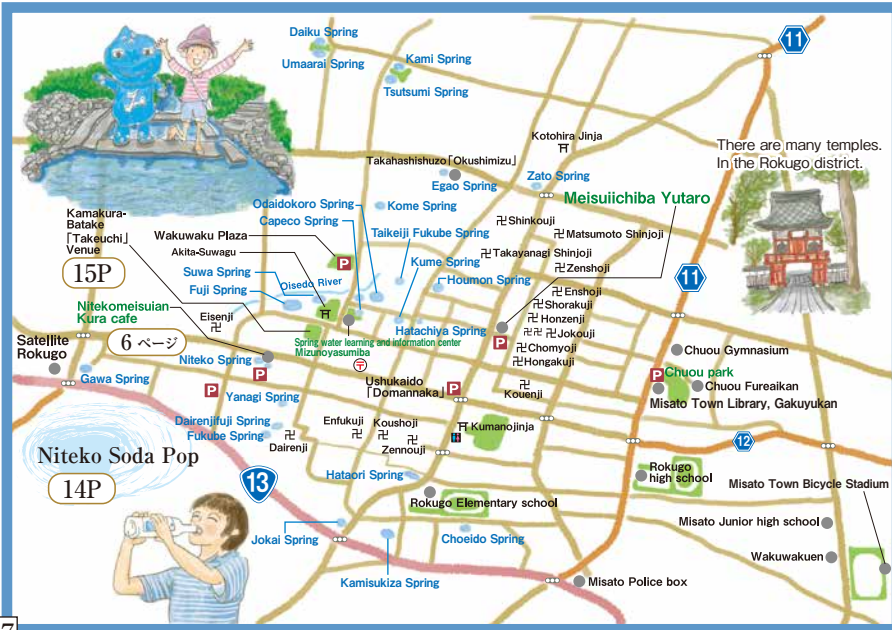 Daiku Spring
Umaarai Spring
Kami Spring
Tsutsumi Spring
11
Kotohira Jinja
There are many temples.
In the Rokugo district.
Takahashishuzo「Okushimizu」
Egao Spring
Zato Spring
Meisuiichiba Yutaro
Odaidokoro Spring
Capeco Spring
Kome Spring
Taikeiji Fukube Spring
卍Shinkouji
卍Matsumoto Shinjoji
卍Takayanagi Shinjoji
卍Zenshoji
Kamakura-
Batake
「Takeuchi」
Venue
15P
Wakuwaku Plaza
P
Akita-Suwagu
Suwa Spring
Oisedo River
Fuji Spring
Kume Spring
Houmon Spring
11
卍Enshoji
卍Shorakuji
卍Honzenji
卍卍卍Jokouji
卍Chomyoji
卍Hongakuji
Nitekomeisuian
Kura cafe
6 ページ
Eisenji
卍
Hatachiya Spring
Spring water learning and information center
Mizunoyasumiba
P
Satellite
Rokugo
Niteko Spring
P
〒
Chuou Gymnasium
P
Chuou park
Chuou Fureaikan
Misato Town Library, Gakuyukan
Gawa Spring
P
Yanagi Spring
Ushukaido
「Domannaka」
P
卍
Kouenji
Dairenjifuji Spring
Fukube Spring
卍
Dairenji
Enfukuji
卍
Koushoji
卍
卍
Zennouji
Kumanojinja
12
Niteko Soda Pop
14P
13
Hataori Spring
Rokugo
high school
Misato Town Bicycle Stadium
Rokugo Elementary school
Misato Junior high school
Jokai Spring
Choeido Spring
Wakuwakuen
Kamisukiza Spring
Misato Police box
7